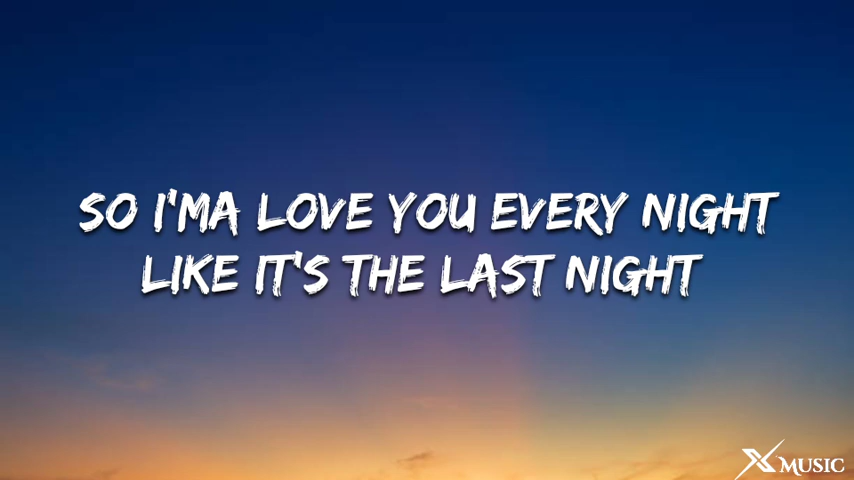 SO I'MA LOVE YOU EVERY NIGHT
LIKE IT'S THE LAST NIGHT
X MUSIC